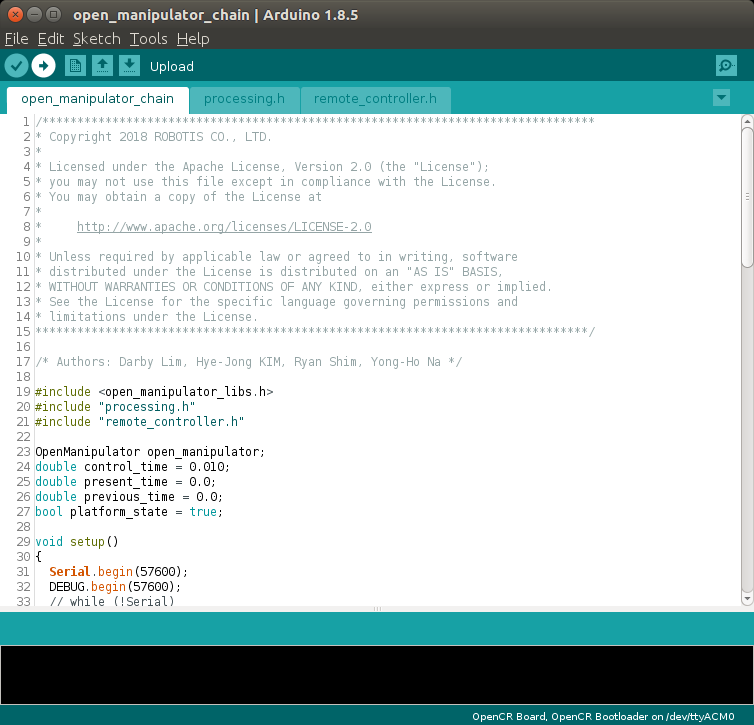 open_manipulator_chain | Arduino 1.8.5
File Edit Sketch Tools Help
Upload
open_manipulator_chain processing.h remote_controller.h
1 /*******************************************************************************
2 * Copyright 2018 ROBOTIS CO., LTD.
3 *
4 * Licensed under the Apache License, Version 2.0 (the "License");
5 * you may not use this file except in compliance with the License.
6 * You may obtain a copy of the License at
7 *
8 *     http://www.apache.org/licenses/LICENSE-2.0
9 *
10 * Unless required by applicable law or agreed to in writing, software
11 * distributed under the License is distributed on an "AS IS" BASIS,
12 * WITHOUT WARRANTIES OR CONDITIONS OF ANY KIND, either express or implied.
13 * See the License for the specific language governing permissions and
14 * limitations under the License.
15 *******************************************************************************/
16
17 /* Authors: Darby Lim, Hye-Jong KIM, Ryan Shim, Yong-Ho Na */
18
19 #include <open_manipulator_libs.h>
20 #include "processing.h"
21 #include "remote_controller.h"
22
23 OpenManipulator open_manipulator;
24 double control_time = 0.010;
25 double present_time = 0.0;
26 double previous_time = 0.0;
27 bool platform_state = true;
28
29 void setup()
30 {
31   Serial.begin(57600);
32   DEBUG.begin(57600);
33   // while (!Serial)
OpenCR Board, OpenCR Bootloader on /dev/ttyACM0